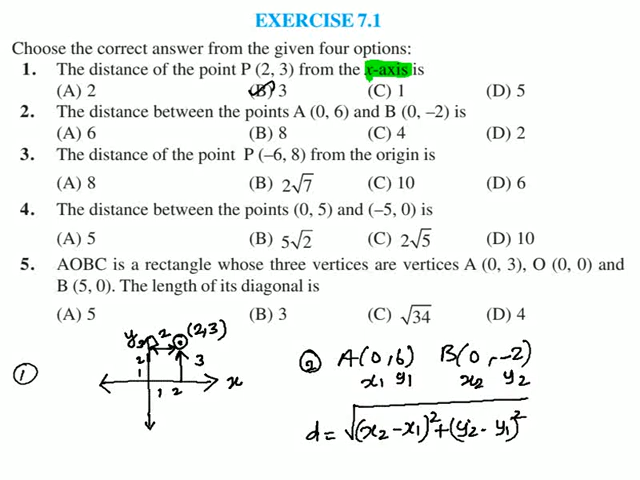 EXERCISE 7.1
Choose the correct answer from the given four options:
1. The distance of the point P (2, 3) from the x-axis is
(A) 2 (B) 3 (C) 1 (D) 5
2. The distance between the points A (0, 6) and B (0, –2) is
(A) 6 (B) 8 (C) 4 (D) 2
3. The distance of the point P (–6, 8) from the origin is
(A) 8 (B) 2√7 (C) 10 (D) 6
4. The distance between the points (0, 5) and (–5, 0) is
(A) 5 (B) 5√2 (C) 2√5 (D) 10
5. AOBC is a rectangle whose three vertices are vertices A (0, 3), O (0, 0) and
B (5, 0). The length of its diagonal is
(A) 5 (B) 3 (C) √34 (D) 4
y 2 (2,3)
3
2 3
1
① x
1 2
② A(0,6) B(0,-2)
x₁ y₁ x₂ y₂
d = √(x₂ - x₁)² + (y₂ - y₁)²